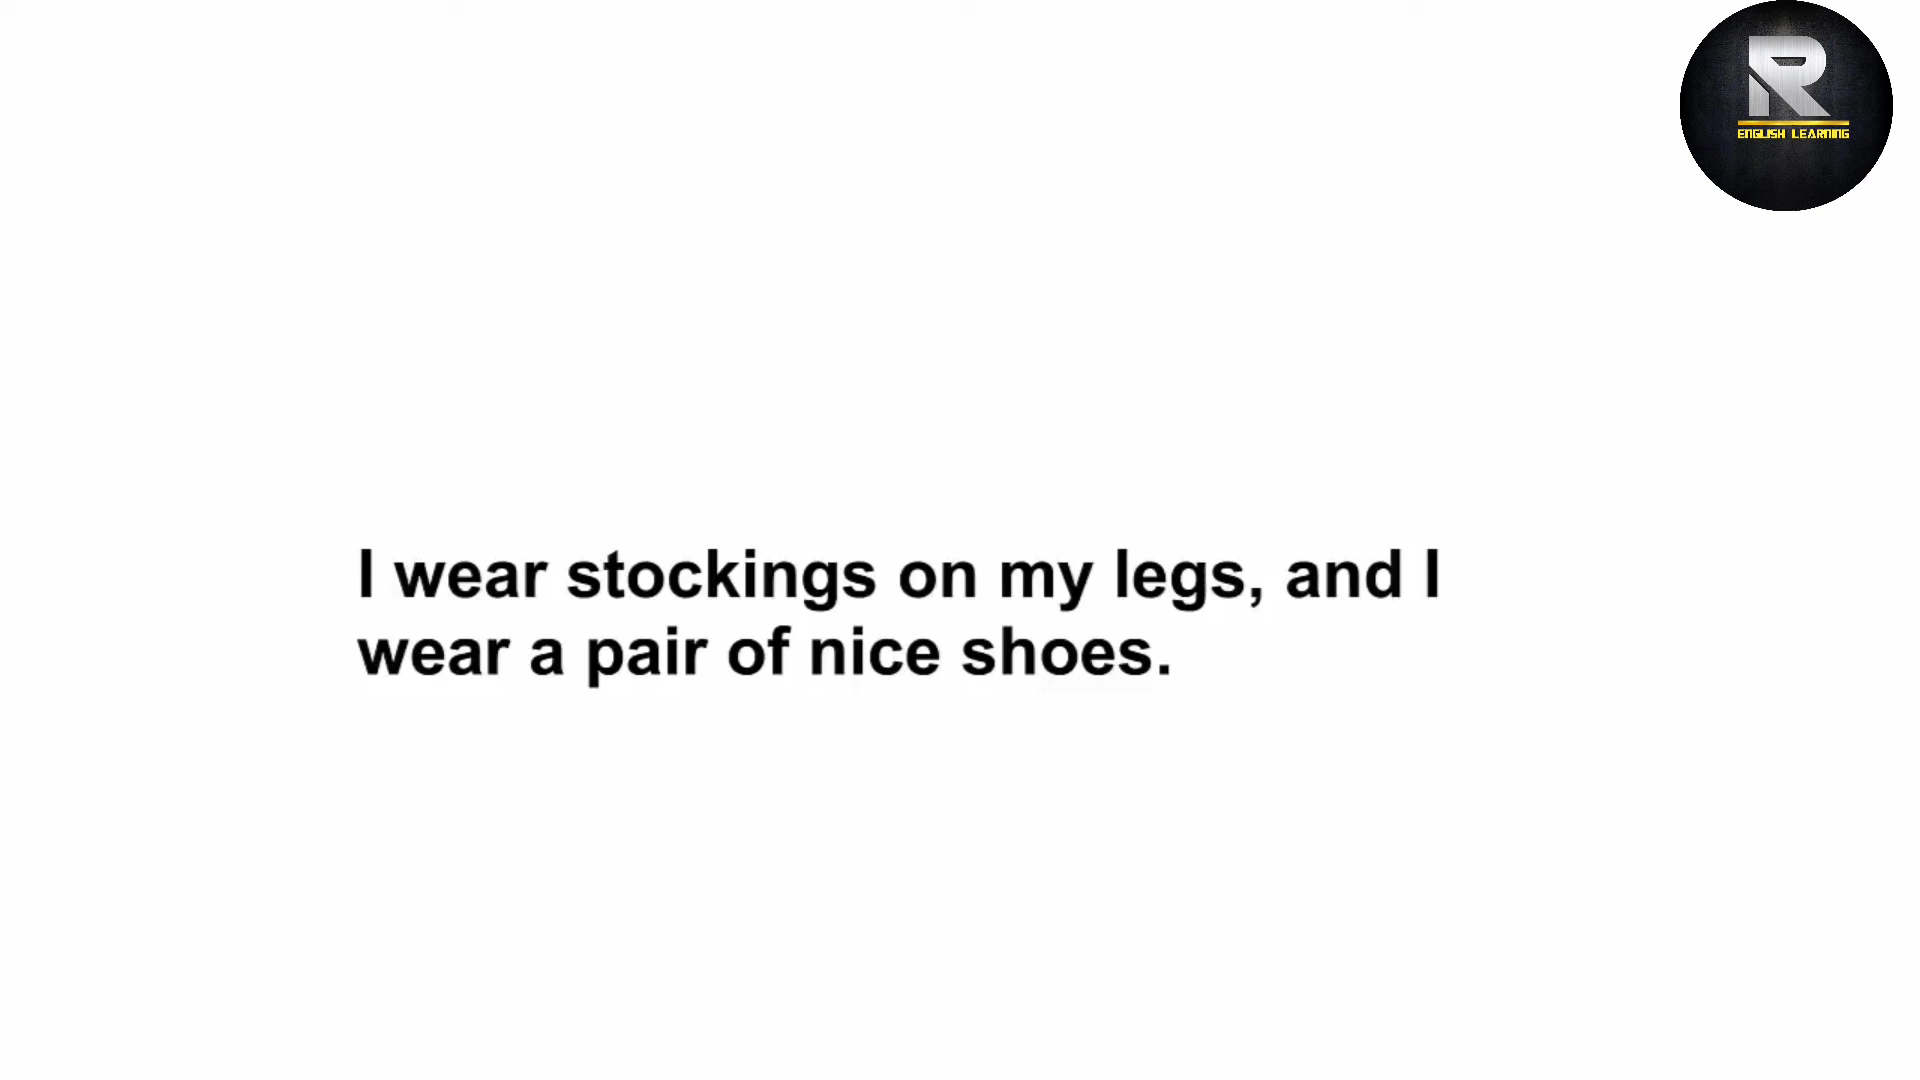 R
ENGLISH LEARNING
I wear stockings on my legs, and I
wear a pair of nice shoes.